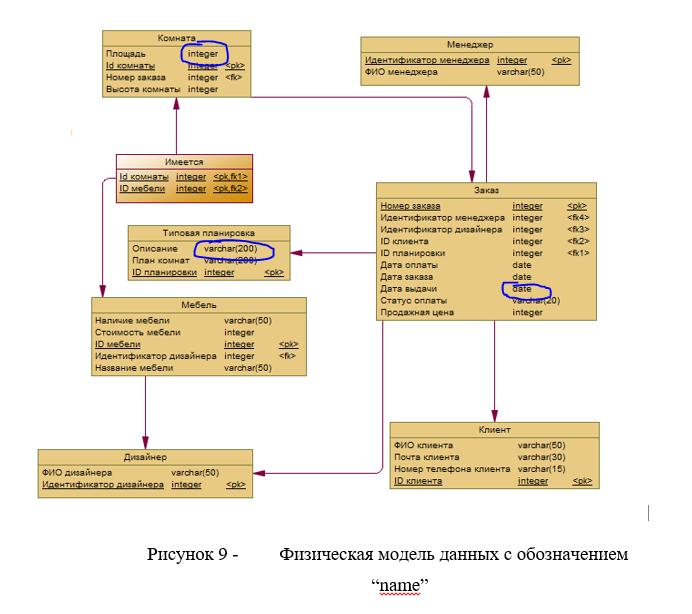 Комната
Площадь integer
Id комнаты integer <pk>
Номер заказа integer <fk>
Высота комнаты integer
Менеджер
Идентификатор менеджера integer <pk>
ФИО менеджера varchar(50)
Имеется
Id комнаты integer <pk,fk1>
ID мебели integer <pk,fk2>
Заказ
Номер заказа integer <pk>
Идентификатор менеджера integer <fk4>
Идентификатор дизайнера integer <fk3>
ID клиента integer <fk2>
ID планировки integer <fk1>
Дата оплаты date
Дата заказа date
Дата выдачи date
Статус оплаты varchar(20)
Продажная цена integer
Типовая планировка
Описание varchar(200)
План комнат varchar(200)
ID планировки integer <pk>
Мебель
Наличие мебели varchar(50)
Стоимость мебели integer
ID мебели integer <pk>
Идентификатор дизайнера integer <fk>
Название мебели varchar(50)
Дизайнер
ФИО дизайнера varchar(50)
Идентификатор дизайнера integer <pk>
Клиент
ФИО клиента varchar(50)
Почта клиента varchar(30)
Номер телефона клиента varchar(15)
ID клиента integer <pk>
Рисунок 9 - Физическая модель данных с обозначением
“name”